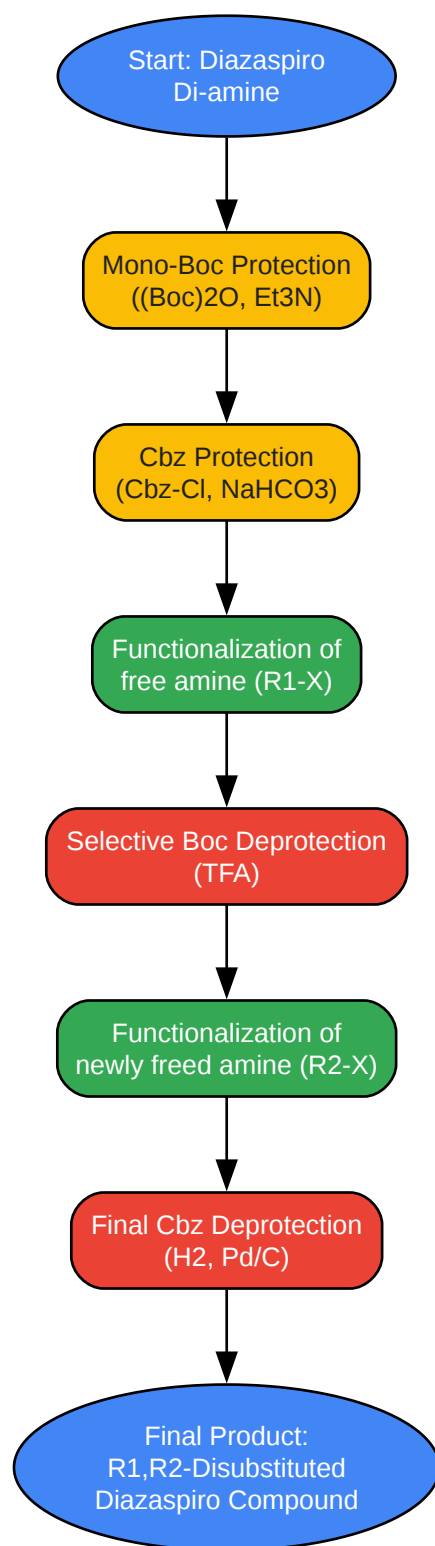 Start: Diazaspiro
Di-amine
Mono-Boc Protection
((Boc)2O, Et3N)
Cbz Protection
(Cbz-Cl, NaHCO3)
Functionalization of
free amine (R1-X)
Selective Boc Deprotection
(TFA)
Functionalization of
newly freed amine (R2-X)
Final Cbz Deprotection
(H2, Pd/C)
Final Product:
R1,R2-Disubstituted
Diazaspiro Compound